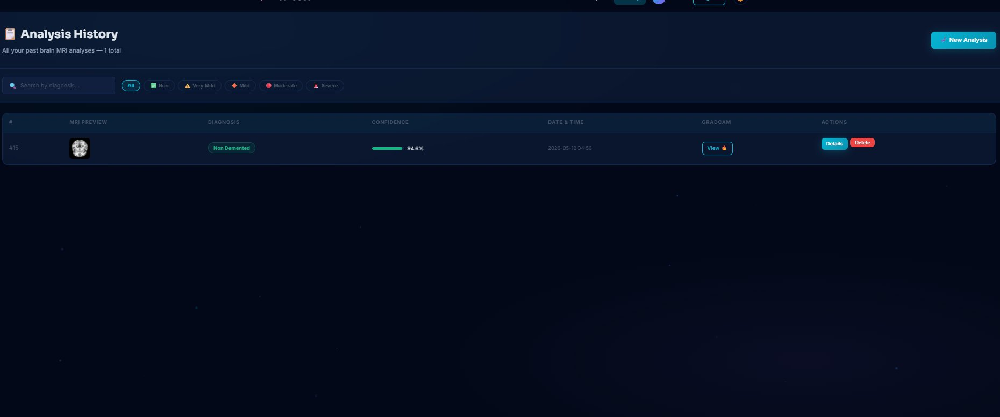 Analysis History
All your past brain MRI analyses — 1 total
New Analysis
Search by diagnosis...
All
Non
Very Mild
Mild
Moderate
Severe
# MRI PREVIEW DIAGNOSIS CONFIDENCE DATE & TIME GRADCAM ACTIONS
#15 Non Demented 94.6% 2026-05-12 04:56 View Details Delete